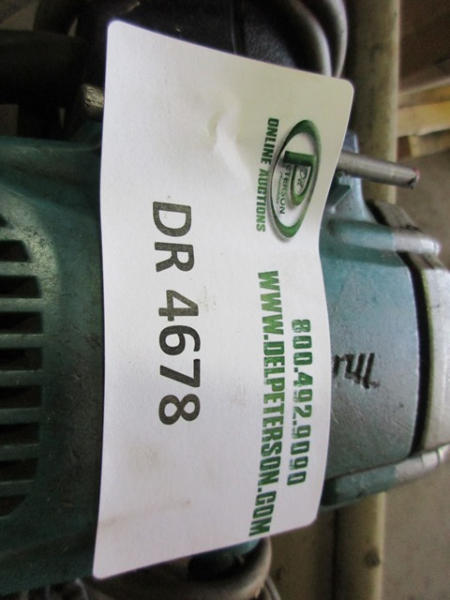 ONLINE AUCTIONS
PETERSON
800.492.9090
WWW.DELPETERSON.COM
DR 4678